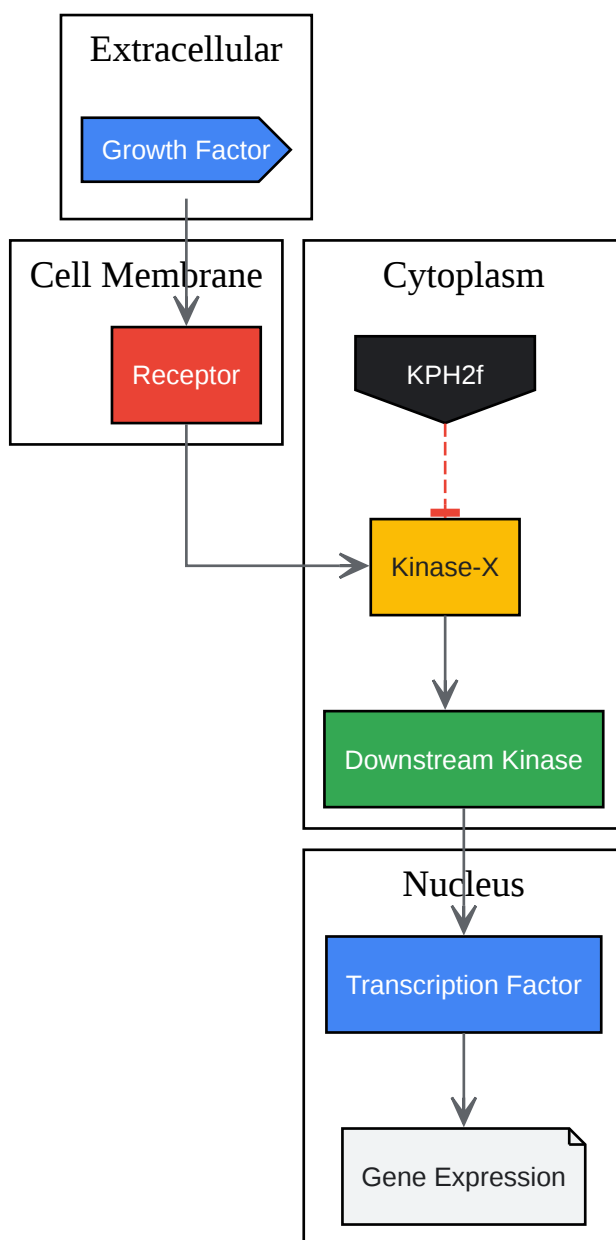 Extracellular
Growth Factor
Cell Membrane
Receptor
Cytoplasm
KPH2f
Kinase-X
Downstream Kinase
Nucleus
Transcription Factor
Gene Expression